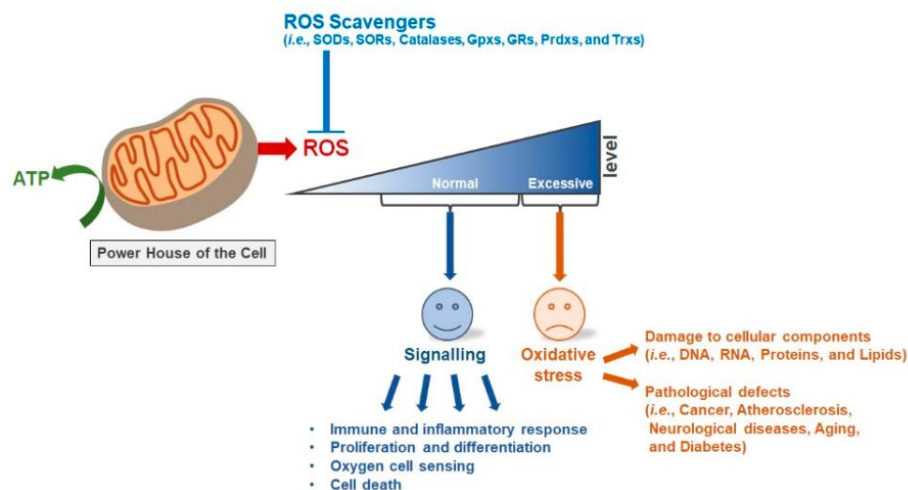 ROS Scavengers
(i.e., SODs, SORs, Catalases, Gpxs, GRs, Prdxs, and Trxs)
ATP
ROS
Normal
Excessive
level
Power House of the Cell
Signalling
Oxidative
stress
Damage to cellular components
(i.e., DNA, RNA, Proteins, and Lipids)
Pathological defects
(i.e., Cancer, Atherosclerosis,
Neurological diseases, Aging,
and Diabetes)
• Immune and inflammatory response
• Proliferation and differentiation
• Oxygen cell sensing
• Cell death